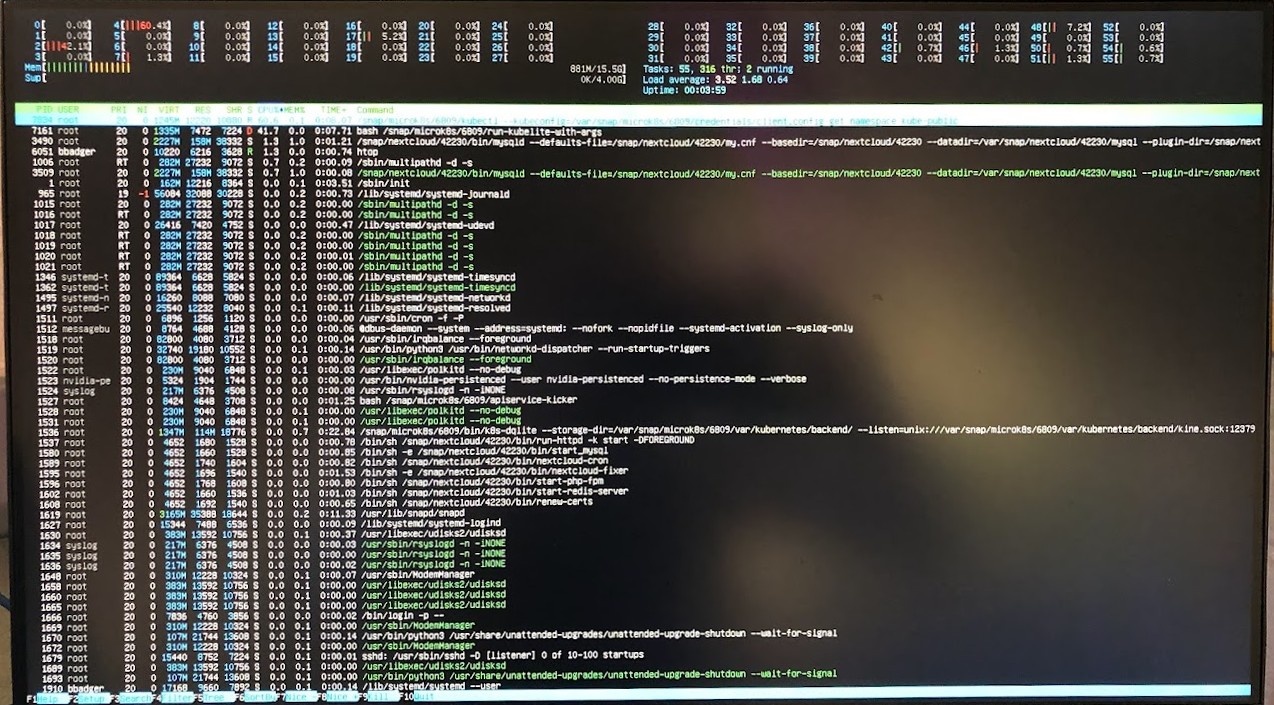 0[ 0.0%] 4[|||60.4%] 8[ 0.0%] 12[ 0.0%] 16[ 0.0%] 20[ 0.0%] 24[ 0.0%] 28[ 0.0%] 32[ 0.0%] 36[ 0.0%] 40[ 0.0%] 44[ 0.0%] 48[|| 7.2%] 52[ 0.0%]
1[ 0.0%] 5[ 0.0%] 9[ 0.0%] 13[ 0.0%] 17[|| 5.2%] 21[ 0.0%] 25[ 0.0%] 29[ 0.0%] 33[ 0.0%] 37[ 0.0%] 41[ 0.0%] 45[ 0.0%] 49[ 0.0%] 53[ 0.0%]
2[|||42.1%] 6[ 0.0%] 10[ 0.0%] 14[ 0.0%] 18[ 0.0%] 22[ 0.0%] 26[ 0.0%] 30[ 0.0%] 34[ 0.0%] 38[ 0.0%] 42[| 0.7%] 46[| 1.3%] 50[| 0.7%] 54[| 0.6%]
3[ 0.0%] 7[| 1.3%] 11[ 0.0%] 15[ 0.0%] 19[ 0.0%] 23[ 0.0%] 27[ 0.0%] 31[ 0.0%] 35[ 0.0%] 39[ 0.0%] 43[ 0.0%] 47[ 0.0%] 51[| 1.3%] 55[| 0.7%]
Mem[ 881M/15.5G] Tasks: 55, 316 thr; 2 running
Swp[ 0K/4.00G] Load average: 3.52 1.68 0.64
Uptime: 00:03:59
PID USER PRI NI VIRT RES SHR S CPU% MEM% TIME+ Command
root 20 0 0.1 /snap/microk8s/6809/kubectl --kubeconfig=/var/snap/microk8s/6809/credentials/client.config get namespace kube-public
7161 root 20 0 1335M 7472 7224 D 41.7 0.0 0:07.71 bash /snap/microk8s/6809/run-kubelite-with-args
3490 root 20 0 2227M 158M 38332 S 1.3 1.0 0:01.21 /snap/nextcloud/42230/bin/mysqld --defaults-file=/snap/nextcloud/42230/my.cnf --basedir=/snap/nextcloud/42230 --datadir=/var/snap/nextcloud/42230/mysql --plugin-dir=/snap/next
6051 bbadger 20 0 10220 6216 3628 R 1.3 0.0 0:00.74 htop
1006 root RT 0 282M 27232 9072 S 0.7 0.2 0:00.09 /sbin/multipathd -d -s
3509 root 20 0 2227M 158M 38332 S 0.7 1.0 0:00.08 /snap/nextcloud/42230/bin/mysqld --defaults-file=/snap/nextcloud/42230/my.cnf --basedir=/snap/nextcloud/42230 --datadir=/var/snap/nextcloud/42230/mysql --plugin-dir=/snap/next
1 root 20 0 162M 12216 8364 S 0.0 0.1 0:03.51 /sbin/init
965 root 19 -1 56084 32088 30228 S 0.0 0.2 0:00.73 /lib/systemd/systemd-journald
1015 root 20 0 282M 27232 9072 S 0.0 0.2 0:00.00 /sbin/multipathd -d -s
1016 root RT 0 282M 27232 9072 S 0.0 0.2 0:00.00 /sbin/multipathd -d -s
1017 root 20 0 26416 7420 4752 S 0.0 0.0 0:00.47 /lib/systemd/systemd-udevd
1018 root RT 0 282M 27232 9072 S 0.0 0.2 0:00.00 /sbin/multipathd -d -s
1019 root RT 0 282M 27232 9072 S 0.0 0.2 0:00.00 /sbin/multipathd -d -s
1020 root RT 0 282M 27232 9072 S 0.0 0.2 0:00.01 /sbin/multipathd -d -s
1021 root RT 0 282M 27232 9072 S 0.0 0.2 0:00.00 /sbin/multipathd -d -s
1346 systemd-t 20 0 89364 6628 5824 S 0.0 0.0 0:00.06 /lib/systemd/systemd-timesyncd
1362 systemd-t 20 0 89364 6628 5824 S 0.0 0.0 0:00.00 /lib/systemd/systemd-timesyncd
1495 systemd-n 20 0 16260 8088 7080 S 0.0 0.0 0:00.07 /lib/systemd/systemd-networkd
1497 systemd-r 20 0 25540 12232 8040 S 0.0 0.1 0:00.11 /lib/systemd/systemd-resolved
1511 root 20 0 6896 1256 1120 S 0.0 0.0 0:00.00 /usr/sbin/cron -f -P
1512 messagebu 20 0 8764 4688 4128 S 0.0 0.0 0:00.06 @dbus-daemon --system --address=systemd: --nofork --nopidfile --systemd-activation --syslog-only
1518 root 20 0 82800 4080 3712 S 0.0 0.0 0:00.04 /usr/sbin/irqbalance --foreground
1519 root 20 0 32740 19180 10552 S 0.0 0.1 0:00.14 /usr/bin/python3 /usr/bin/networkd-dispatcher --run-startup-triggers
1520 root 20 0 82800 4080 3712 S 0.0 0.0 0:00.00 /usr/sbin/irqbalance --foreground
1522 root 20 0 230M 9040 6848 S 0.0 0.1 0:00.03 /usr/libexec/polkitd --no-debug
1523 nvidia-pe 20 0 5324 1904 1744 S 0.0 0.0 0:00.00 /usr/bin/nvidia-persistenced --user nvidia-persistenced --no-persistence-mode --verbose
1524 syslog 20 0 217M 6376 4508 S 0.0 0.0 0:00.08 /usr/sbin/rsyslogd -n -iNONE
1527 root 20 0 8424 4648 3708 S 0.0 0.0 0:01.25 bash /snap/microk8s/6809/apiservice-kicker
1528 root 20 0 230M 9040 6848 S 0.0 0.1 0:00.00 /usr/libexec/polkitd --no-debug
1531 root 20 0 230M 9040 6848 S 0.0 0.1 0:00.00 /usr/libexec/polkitd --no-debug
1536 root 20 0 1347M 114M 18776 S 0.0 0.7 0:22.84 /snap/microk8s/6809/bin/k8s-dqlite --storage-dir=/var/snap/microk8s/6809/var/kubernetes/backend/ --listen=unix:///var/snap/microk8s/6809/var/kubernetes/backend/kine.sock:12379
1537 root 20 0 4652 1680 1528 S 0.0 0.0 0:00.78 /bin/sh /snap/nextcloud/42230/bin/run-httpd -k start -DFOREGROUND
1580 root 20 0 4652 1660 1528 S 0.0 0.0 0:00.85 /bin/sh -e /snap/nextcloud/42230/bin/start_mysql
1589 root 20 0 4652 1740 1604 S 0.0 0.0 0:00.82 /bin/sh /snap/nextcloud/42230/bin/nextcloud-cron
1595 root 20 0 4652 1696 1540 S 0.0 0.0 0:01.53 /bin/sh -e /snap/nextcloud/42230/bin/nextcloud-fixer
1596 root 20 0 4652 1768 1608 S 0.0 0.0 0:00.80 /bin/sh /snap/nextcloud/42230/bin/start-php-fpm
1602 root 20 0 4652 1660 1536 S 0.0 0.0 0:01.03 /bin/sh /snap/nextcloud/42230/bin/start-redis-server
1608 root 20 0 4652 1692 1540 S 0.0 0.0 0:00.65 /bin/sh /snap/nextcloud/42230/bin/renew-certs
1619 root 20 0 3165M 35388 18644 S 0.0 0.2 0:11.33 /usr/lib/snapd/snapd
1627 root 20 0 15344 7488 6536 S 0.0 0.0 0:00.09 /lib/systemd/systemd-logind
1630 root 20 0 383M 13592 10756 S 0.0 0.1 0:00.37 /usr/libexec/udisks2/udisksd
1634 syslog 20 0 217M 6376 4508 S 0.0 0.0 0:00.03 /usr/sbin/rsyslogd -n -iNONE
1635 syslog 20 0 217M 6376 4508 S 0.0 0.0 0:00.00 /usr/sbin/rsyslogd -n -iNONE
1636 syslog 20 0 217M 6376 4508 S 0.0 0.0 0:00.02 /usr/sbin/rsyslogd -n -iNONE
1648 root 20 0 310M 12228 10324 S 0.0 0.1 0:00.07 /usr/sbin/ModemManager
1658 root 20 0 383M 13592 10756 S 0.0 0.1 0:00.00 /usr/libexec/udisks2/udisksd
1660 root 20 0 383M 13592 10756 S 0.0 0.1 0:00.00 /usr/libexec/udisks2/udisksd
1665 root 20 0 383M 13592 10756 S 0.0 0.1 0:00.00 /usr/libexec/udisks2/udisksd
1666 root 20 0 7836 4760 3856 S 0.0 0.0 0:00.02 /bin/login -p --
1669 root 20 0 310M 12228 10324 S 0.0 0.1 0:00.00 /usr/sbin/ModemManager
1670 root 20 0 107M 21744 13608 S 0.0 0.1 0:00.14 /usr/bin/python3 /usr/share/unattended-upgrades/unattended-upgrade-shutdown --wait-for-signal
1672 root 20 0 310M 12228 10324 S 0.0 0.1 0:00.00 /usr/sbin/ModemManager
1679 root 20 0 15440 8752 7224 S 0.0 0.1 0:00.01 sshd: /usr/sbin/sshd -D [listener] 0 of 10-100 startups
1689 root 20 0 383M 13592 10756 S 0.0 0.1 0:00.00 /usr/libexec/udisks2/udisksd
1693 root 20 0 107M 21744 13608 S 0.0 0.1 0:00.00 /usr/bin/python3 /usr/share/unattended-upgrades/unattended-upgrade-shutdown --wait-for-signal
1910 bbadger 20 0 17168 9660 7892 S 0.0 0.1 0:00.14 /lib/systemd/systemd --user
F1Help F2Setup F3Search F4Filter F5Tree F6SortBy F7Nice - F8Nice + F9Kill F10Quit